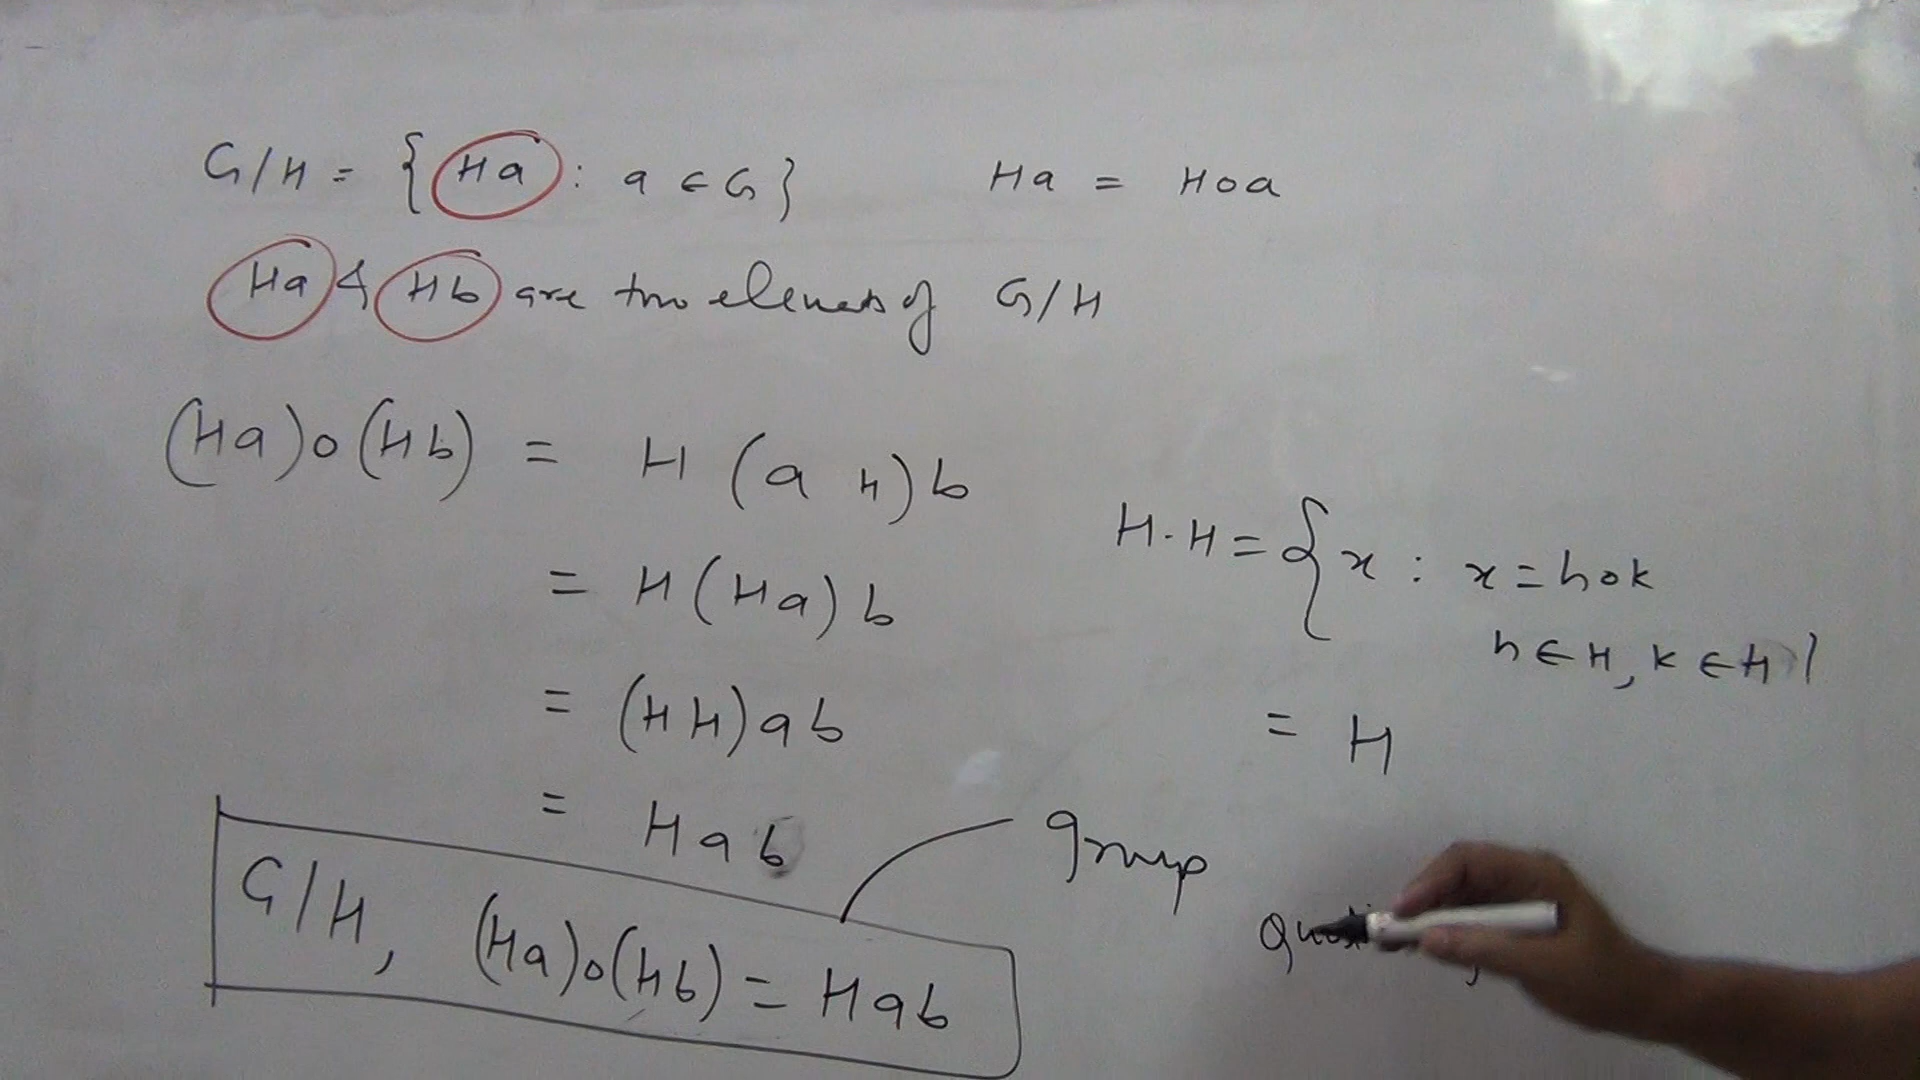 G/H = { Ha : a ∈ G } Ha = Hoa
Ha & Hb are two elements of G/H
(Ha)o(Hb) = H (a H) b
= H (Ha) b
= (HH) ab
= Hab
H·H = { x : x = hok
h ∈ H, k ∈ H }
= H
G/H, (Ha)o(Hb) = Hab
group